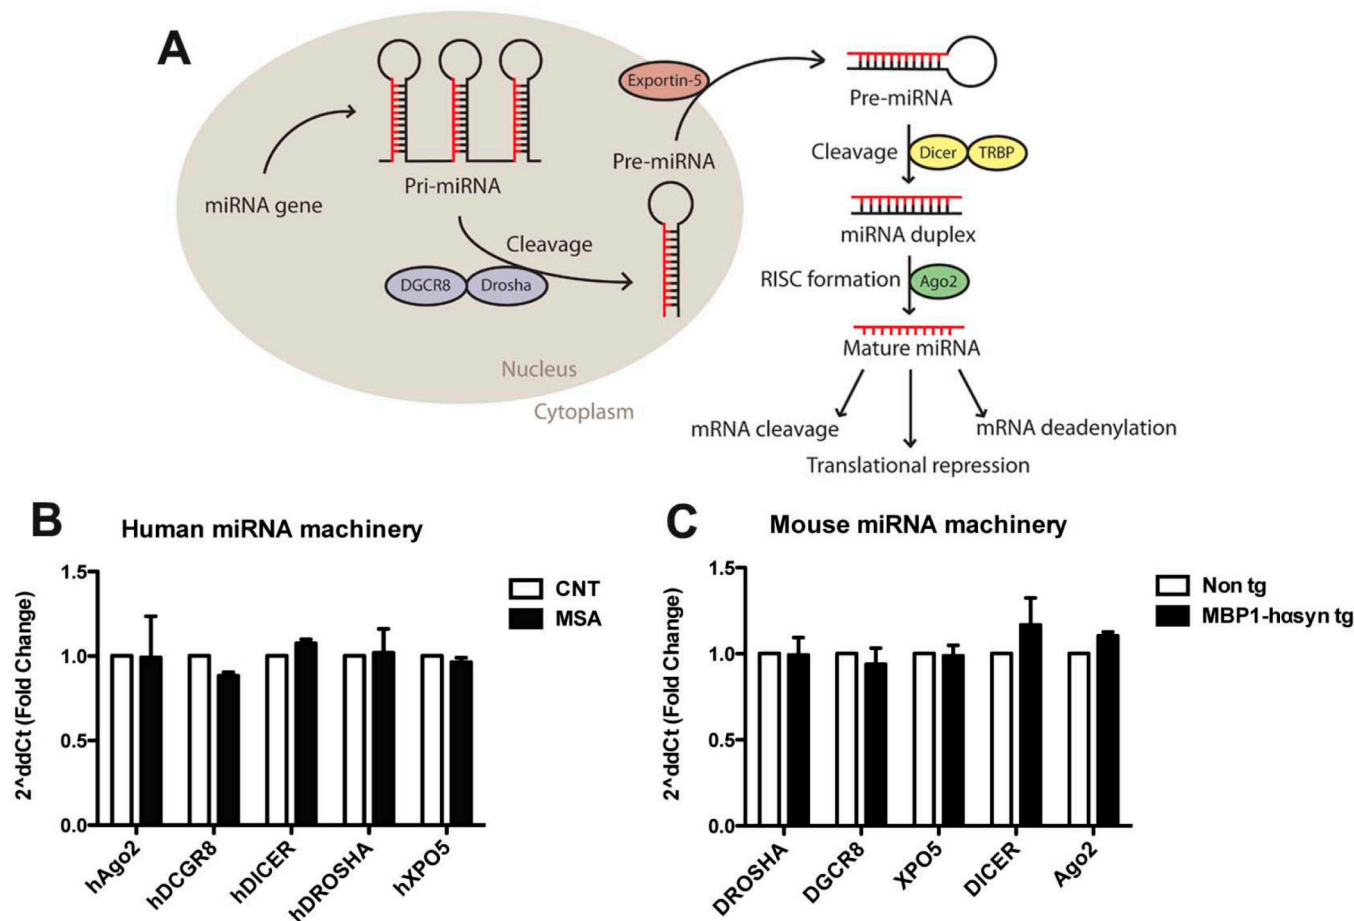 A
Exportin-5
Pre-miRNA
Pri-miRNA
Pre-miRNA
miRNA gene
Cleavage
DGCR8
Drosha
Nucleus
Cytoplasm
Cleavage
Dicer
TRBP
miRNA duplex
RISC formation
Ago2
Mature miRNA
mRNA cleavage
mRNA deadenylation
Translational repression
B
Human miRNA machinery
2^ddCt (Fold Change)
1.5
1.0
0.5
0.0
CNT
MSA
hAgo2
hDCGR8
hDICER
hDROSHA
hXPO5
C
Mouse miRNA machinery
2^ddCt (Fold Change)
1.5
1.0
0.5
0.0
Non tg
MBP1-hαsyn tg
DROSHA
DGCR8
XPO5
DICER
Ago2